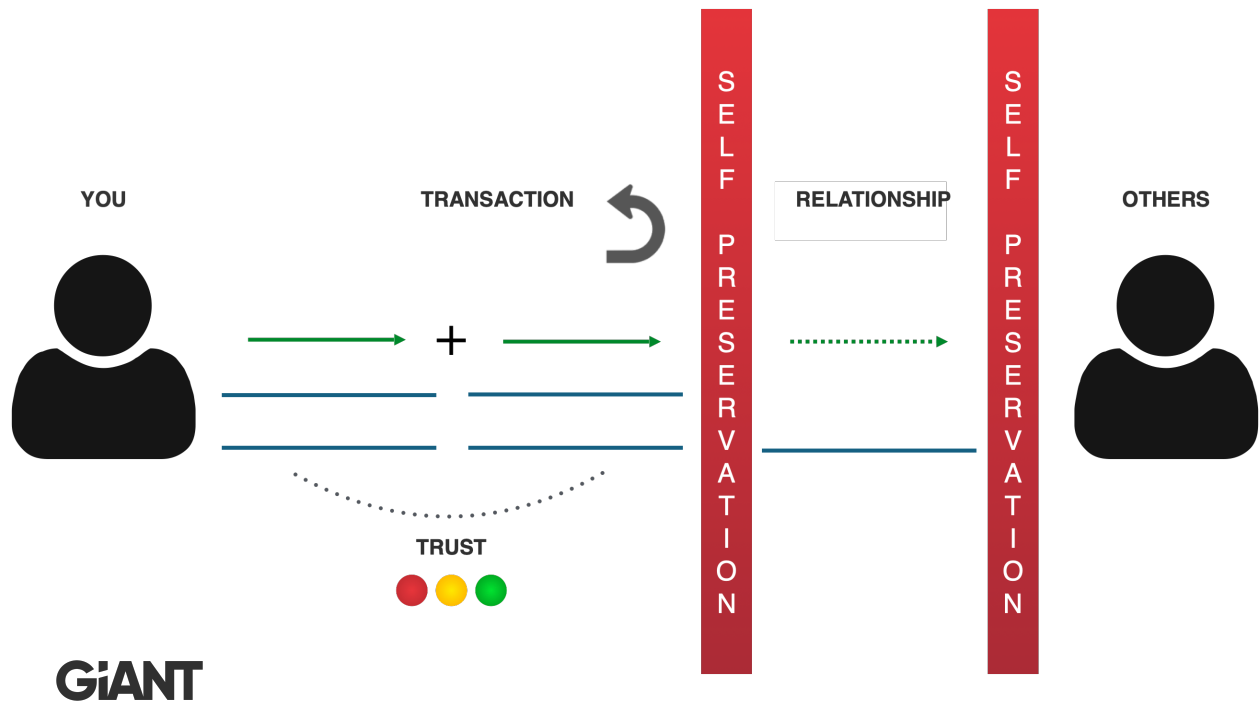 YOU
TRANSACTION
SELF PRESERVATION
RELATIONSHIP
SELF PRESERVATION
OTHERS
+
TRUST
GiANT